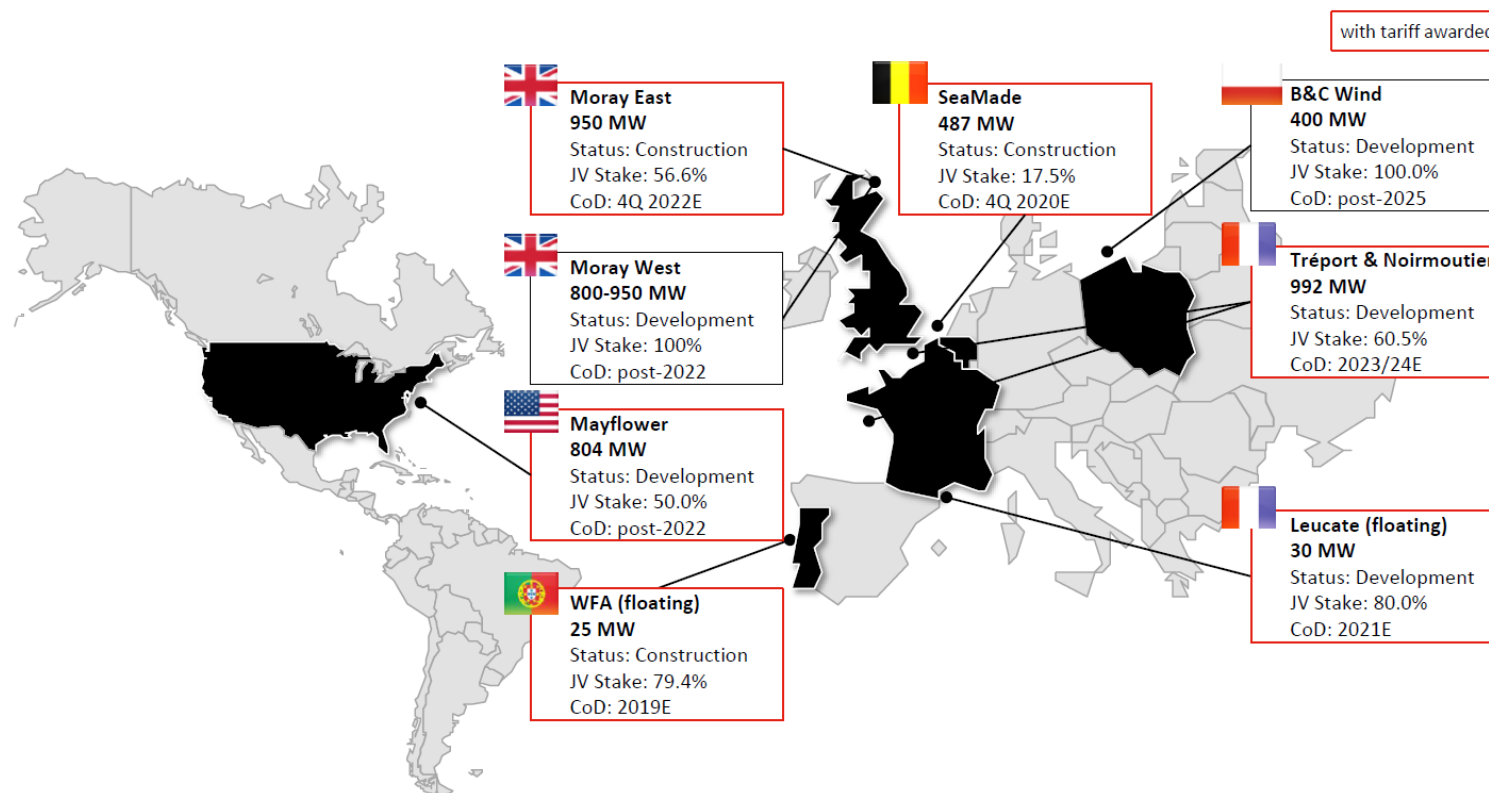 with tariff awarded
Moray East
950 MW
Status: Construction
JV Stake: 56.6%
CoD: 4Q 2022E
SeaMade
487 MW
Status: Construction
JV Stake: 17.5%
CoD: 4Q 2020E
B&C Wind
400 MW
Status: Development
JV Stake: 100.0%
CoD: post-2025
Moray West
800-950 MW
Status: Development
JV Stake: 100%
CoD: post-2022
Tréport & Noirmoutier
992 MW
Status: Development
JV Stake: 60.5%
CoD: 2023/24E
Mayflower
804 MW
Status: Development
JV Stake: 50.0%
CoD: post-2022
Leucate (floating)
30 MW
Status: Development
JV Stake: 80.0%
CoD: 2021E
WFA (floating)
25 MW
Status: Construction
JV Stake: 79.4%
CoD: 2019E